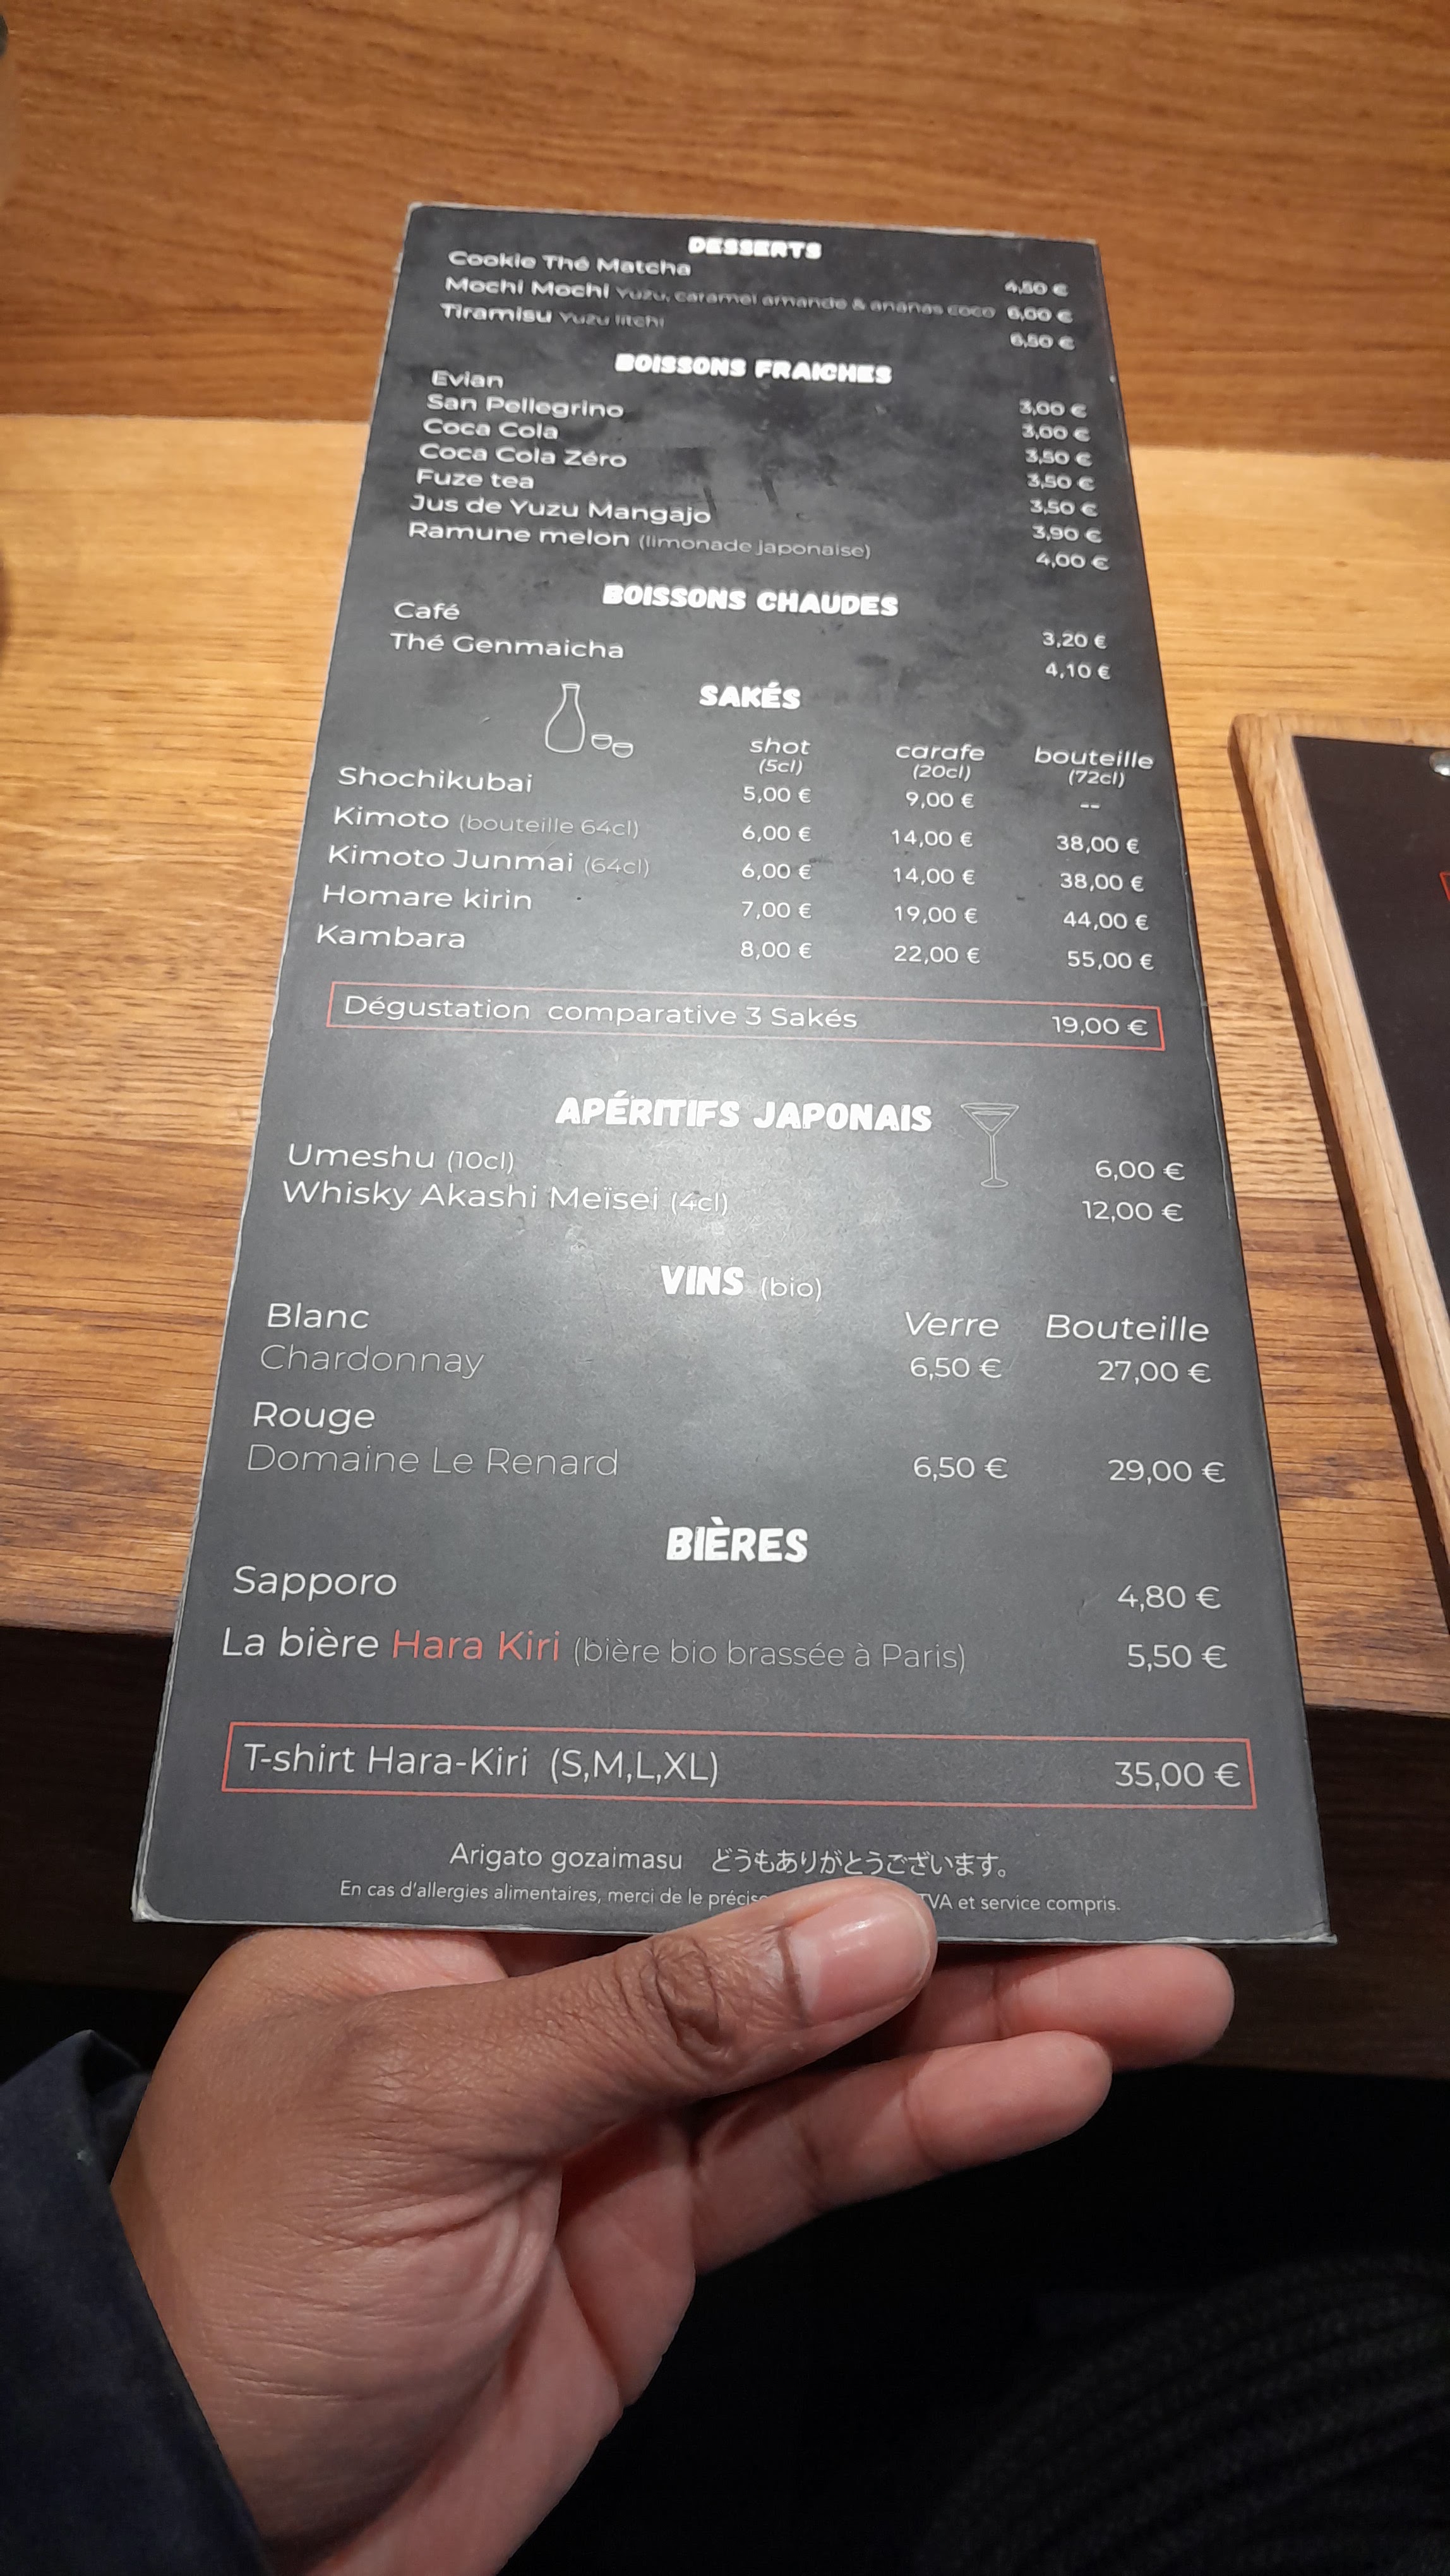 DESSERTS
Cookie Thé Matcha 4,50 €
Mochi Mochi Yuzu, caramel amande & ananas coco 6,00 €
Tiramisu Yuzu litchi 6,50 €
BOISSONS FRAICHES
Evian 3,00 €
San Pellegrino 3,00 €
Coca Cola 3,50 €
Coca Cola Zéro 3,50 €
Fuze tea 3,50 €
Jus de Yuzu Mangajo 3,90 €
Ramune melon (limonade japonaise) 4,00 €
BOISSONS CHAUDES
Café 3,20 €
Thé Genmaicha 4,10 €
SAKÉS
shot carafe bouteille
(5cl) (20cl) (72cl)
Shochikubai 5,00 € 9,00 € --
Kimoto (bouteille 64cl) 6,00 € 14,00 € 38,00 €
Kimoto Junmai (64cl) 6,00 € 14,00 € 38,00 €
Homare kirin 7,00 € 19,00 € 44,00 €
Kambara 8,00 € 22,00 € 55,00 €
Dégustation comparative 3 Sakés 19,00 €
APÉRITIFS JAPONAIS
Umeshu (10cl) 6,00 €
Whisky Akashi Meïsei (4cl) 12,00 €
VINS (bio)
Blanc Verre Bouteille
Chardonnay 6,50 € 27,00 €
Rouge
Domaine Le Renard 6,50 € 29,00 €
BIÈRES
Sapporo 4,80 €
La bière Hara Kiri (bière bio brassée à Paris) 5,50 €
T-shirt Hara-Kiri (S,M,L,XL) 35,00 €
Arigato gozaimasu どうもありがとうございます。
En cas d'allergies alimentaires, merci de le TVA et service compris.